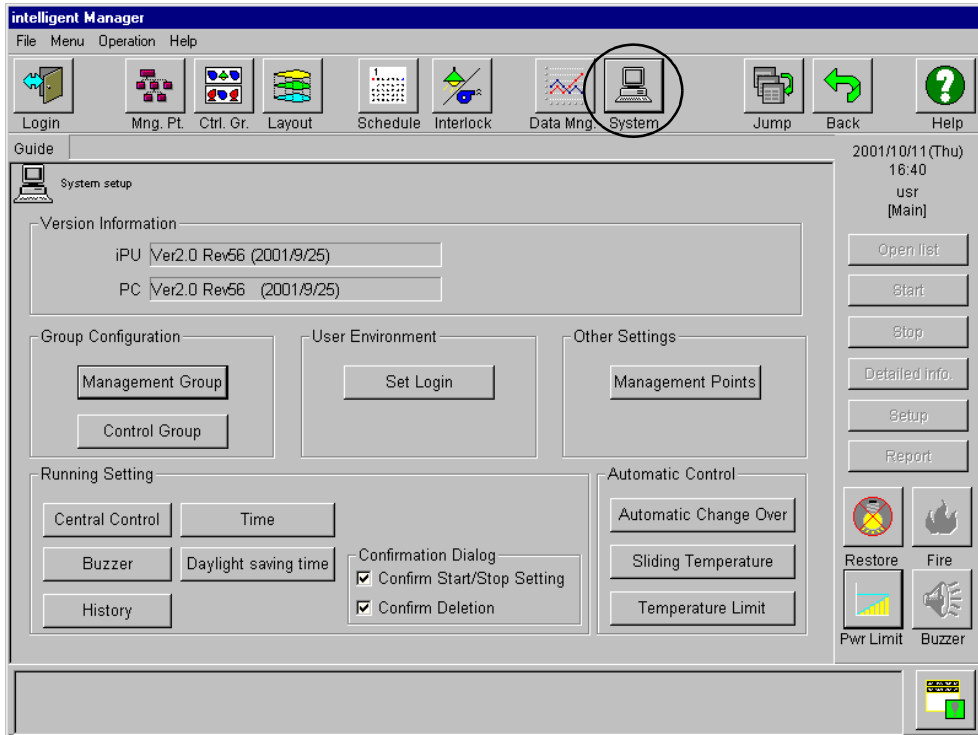 intelligent Manager
File Menu Operation Help
Login Mng. Pt. Ctrl. Gr. Layout Schedule Interlock Data Mng. System Jump Back Help
Guide
2001/10/11(Thu)
16:40
usr
[Main]
System setup
Version Information
iPU Ver2.0 Rev56 (2001/9/25)
PC Ver2.0 Rev56 (2001/9/25)
Group Configuration
Management Group
Control Group
User Environment
Set Login
Other Settings
Management Points
Running Setting
Central Control
Time
Buzzer
Daylight saving time
History
Confirmation Dialog
Confirm Start/Stop Setting
Confirm Deletion
Automatic Control
Automatic Change Over
Sliding Temperature
Temperature Limit
Open list
Start
Stop
Detailed info.
Setup
Report
Restore Fire
Pwr Limit Buzzer